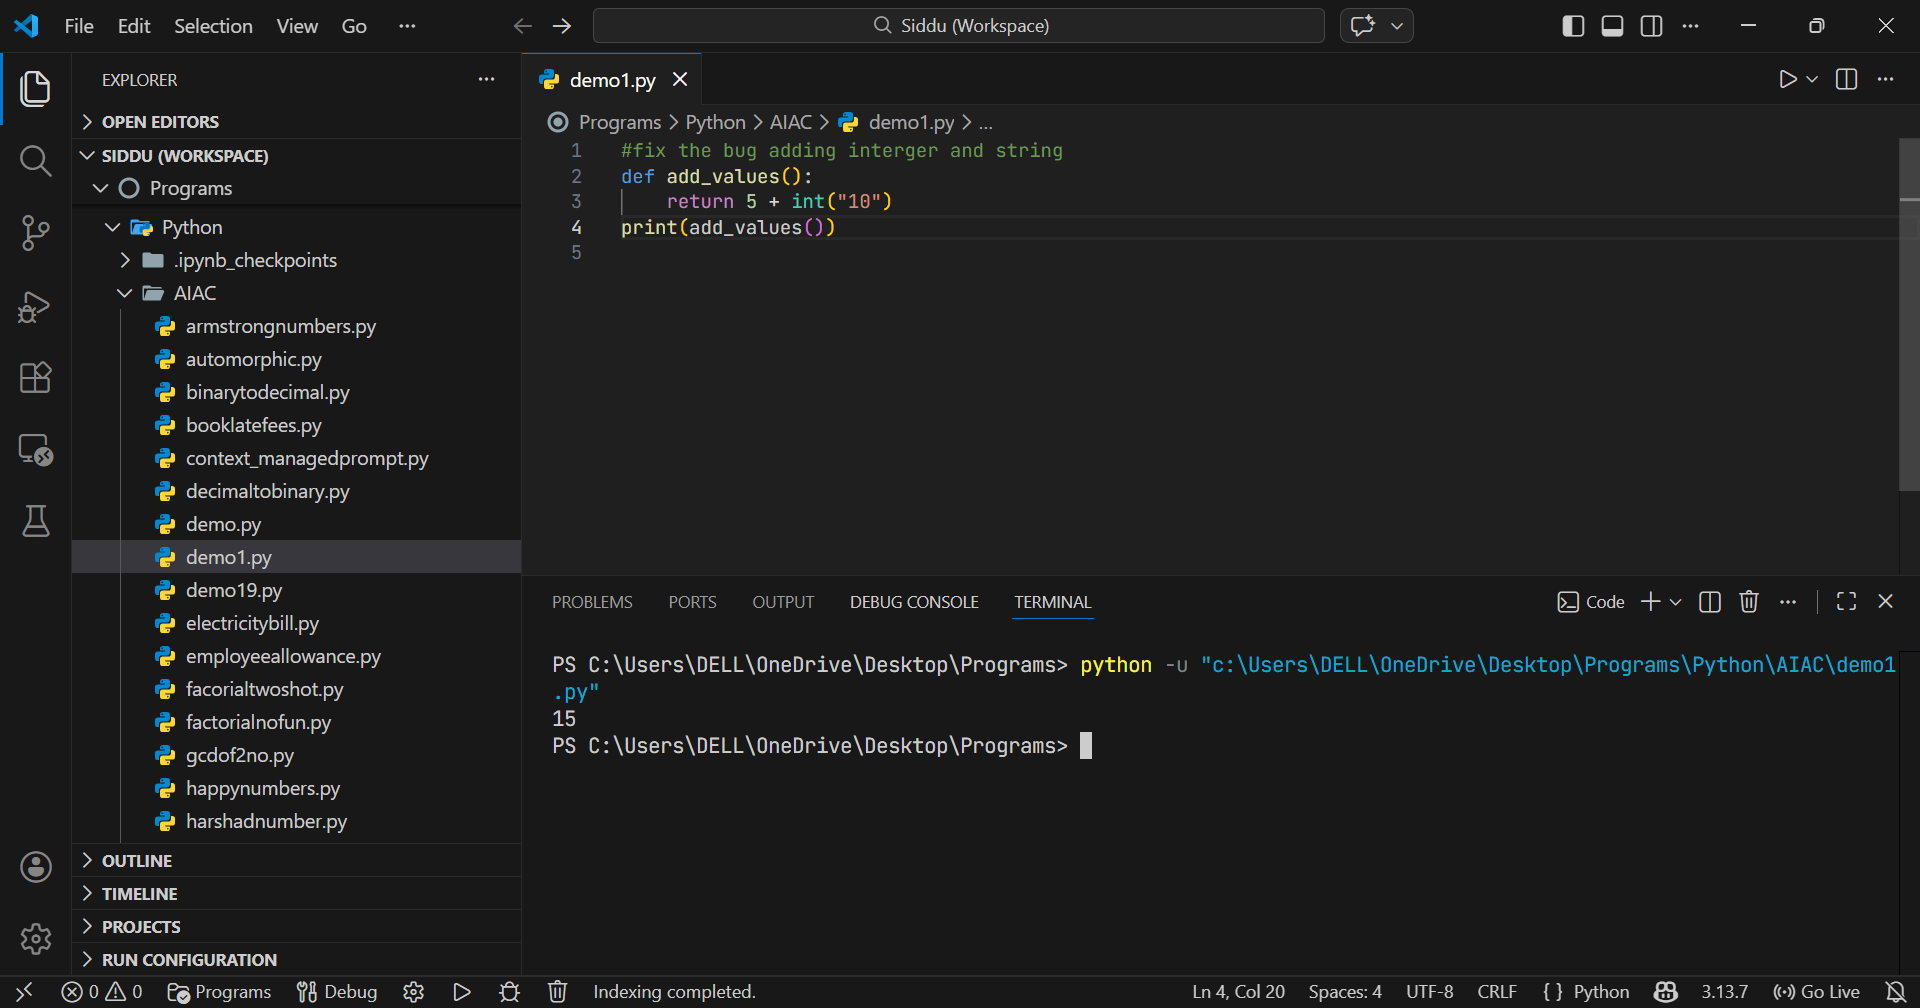 File Edit Selection View Go
Siddu (Workspace)
EXPLORER
OPEN EDITORS
SIDDU (WORKSPACE)
Programs
Python
.ipynb_checkpoints
AIAC
armstrongnumbers.py
automorphic.py
binarytodecimal.py
booklatefees.py
context_managedprompt.py
decimaltobinary.py
demo.py
demo1.py
demo19.py
electricitybill.py
employeeallowance.py
facorialtwoshot.py
factorialnofun.py
gcdof2no.py
happynumbers.py
harshadnumber.py
OUTLINE
TIMELINE
PROJECTS
RUN CONFIGURATION
demo1.py
Programs > Python > AIAC > demo1.py > ...
1 #fix the bug adding interger and string
2 def add_values():
3 return 5 + int("10")
4 print(add_values())
5
PROBLEMS PORTS OUTPUT DEBUG CONSOLE TERMINAL
Code
PS C:\Users\DELL\OneDrive\Desktop\Programs> python -u "c:\Users\DELL\OneDrive\Desktop\Programs\Python\AIAC\demo1
.py"
15
PS C:\Users\DELL\OneDrive\Desktop\Programs>
0 0 Programs Debug Indexing completed. Ln 4, Col 20 Spaces: 4 UTF-8 CRLF { } Python 3.13.7 Go Live